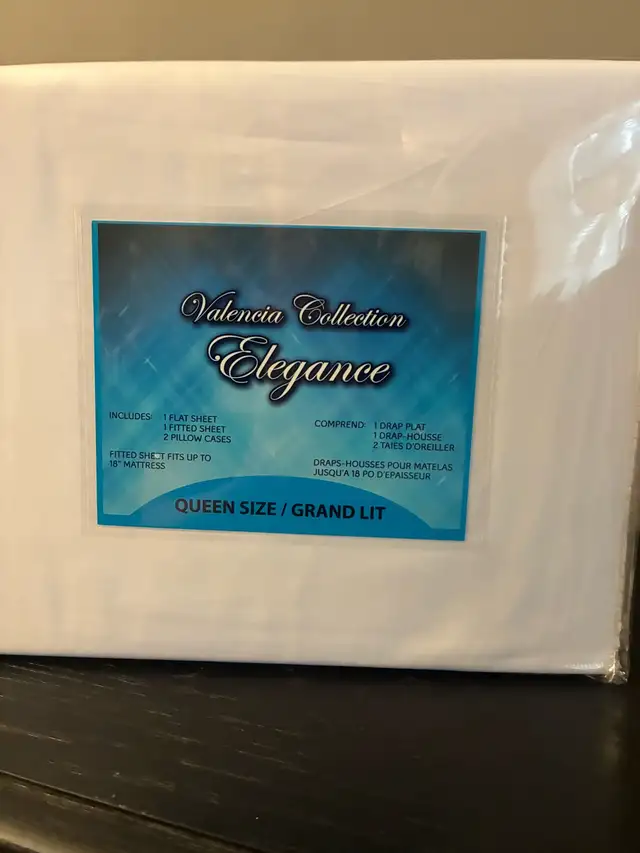 Valencia Collection
Elegance
INCLUDES: 1 FLAT SHEET
1 FITTED SHEET
2 PILLOW CASES
FITTED SHEET FITS UP TO
18" MATTRESS
COMPREND: 1 DRAP PLAT
1 DRAP-HOUSSE
2 TAIES D'OREILLER
DRAPS-HOUSSES POUR MATELAS
JUSQU'A 18 PO D'EPAISSEUR
QUEEN SIZE / GRAND LIT